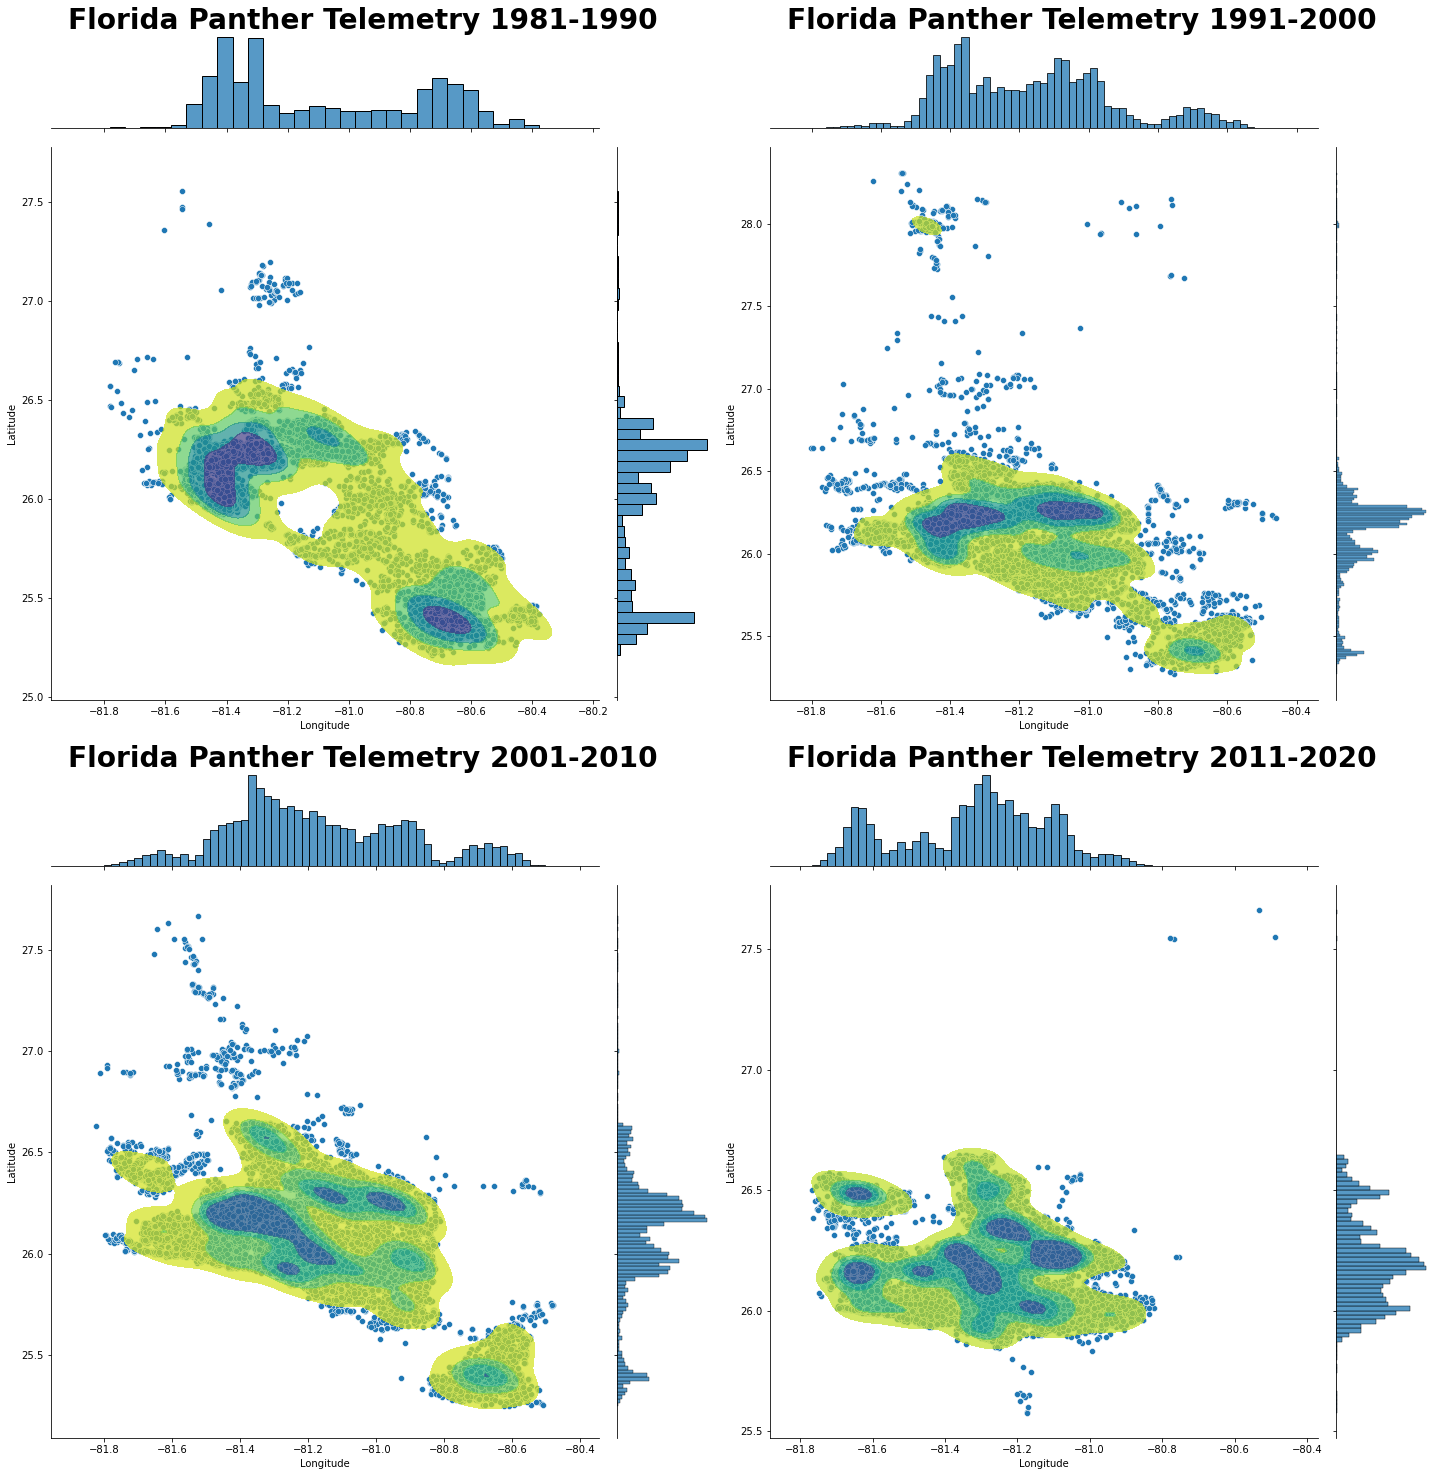 Florida Panther Telemetry 1981-1990
27.5
27.0
26.5
26.0
25.5
25.0
Latitude
−81.8 −81.6 −81.4 −81.2 −81.0 −80.8 −80.6 −80.4 −80.2
Longitude
Florida Panther Telemetry 1991-2000
28.0
27.5
27.0
26.5
26.0
25.5
Latitude
−81.8 −81.6 −81.4 −81.2 −81.0 −80.8 −80.6 −80.4
Longitude
Florida Panther Telemetry 2001-2010
27.5
27.0
26.5
26.0
25.5
Latitude
−81.8 −81.6 −81.4 −81.2 −81.0 −80.8 −80.6 −80.4
Longitude
Florida Panther Telemetry 2011-2020
27.5
27.0
26.5
26.0
25.5
Latitude
−81.8 −81.6 −81.4 −81.2 −81.0 −80.8 −80.6 −80.4
Longitude